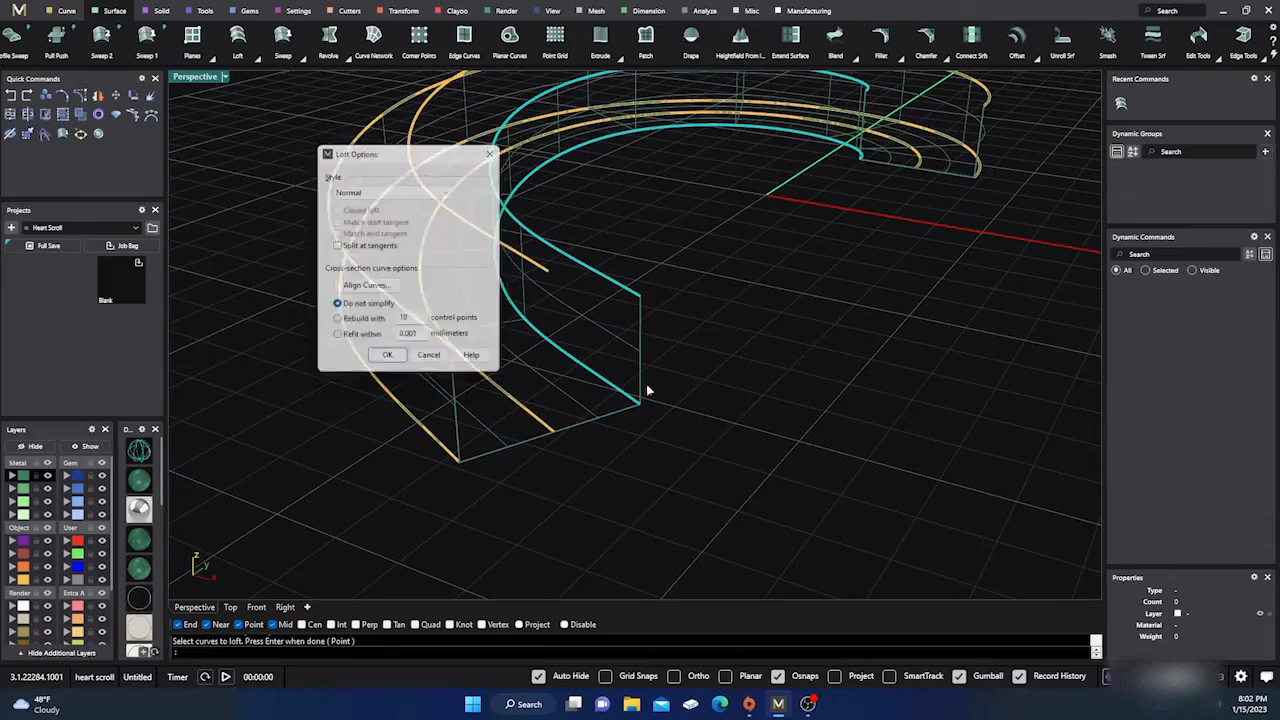 Curve Surface Solid Tools Gems Settings Cutters Transform Clayoo Render View Mesh Dimension Analyze Misc Manufacturing Search
Profile Sweep Pull Push Sweep 2 Sweep 1 Planes Loft Sweep Revolve Curve Network Corner Points Edge Curves Planar Curves Point Grid Extrude Patch Drape Heightfield From I... Extend Surface Blend Fillet Chamfer Connect Srfs Offset Unroll Srf Smash Tween Srf Edit Tools Edge Tools
Quick Commands
Projects
Heart Scroll
Full Save Job Bag
Blank
Layers
Hide Show
Metal Gem
Object User
Render Extra A
Hide Additional Layers
D...
Perspective
Loft Options
Style
Normal
Closed loft
Match start tangent
Match end tangent
Split at tangents
Cross-section curve options
Align Curves...
Do not simplify
Rebuild with 10 control points
Refit within 0.001 millimeters
OK Cancel Help
z
y
x
Perspective Top Front Right
End Near Point Mid Cen Int Perp Tan Quad Knot Vertex Project Disable
Select curves to loft. Press Enter when done ( Point )
:
Recent Commands
Dynamic Groups
Search
Dynamic Commands
Search
All Selected Visible
Properties
Type -
Count 0
Layer -
Material -
Weight 0
3.1.22284.1001 heart scroll Untitled Timer 00:00:00 Auto Hide Grid Snaps Ortho Planar Osnaps Project SmartTrack Gumball Record History 3
48°F
Cloudy
Search
8:02 PM
1/15/2023